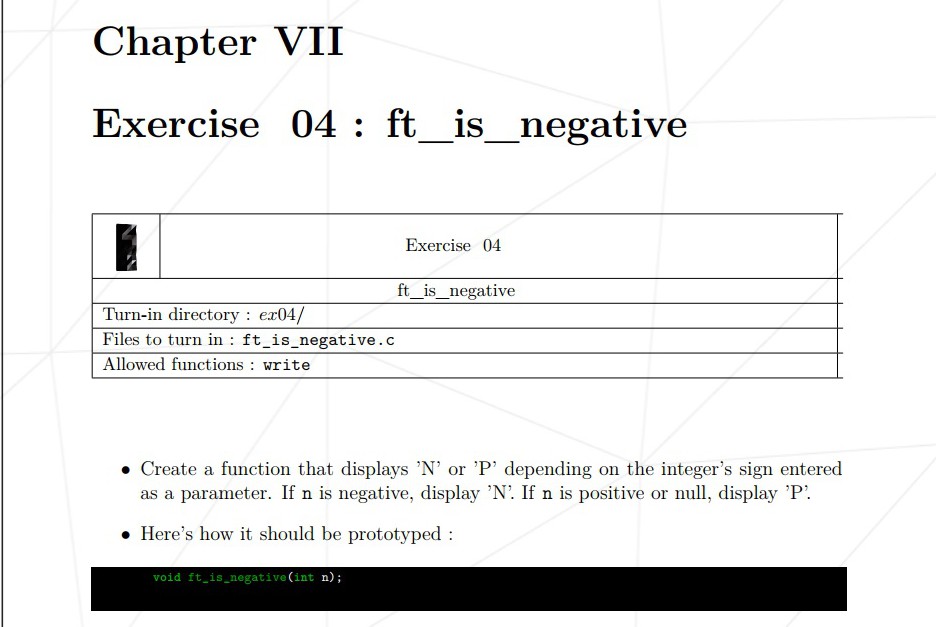 Chapter VII
Exercise 04 : ft_is_negative
Exercise 04
ft_is_negative
Turn-in directory : ex04/
Files to turn in : ft_is_negative.c
Allowed functions : write
• Create a function that displays ’N’ or ’P’ depending on the integer’s sign entered
as a parameter. If n is negative, display ’N’. If n is positive or null, display ’P’.
• Here’s how it should be prototyped :
void ft_is_negative(int n);